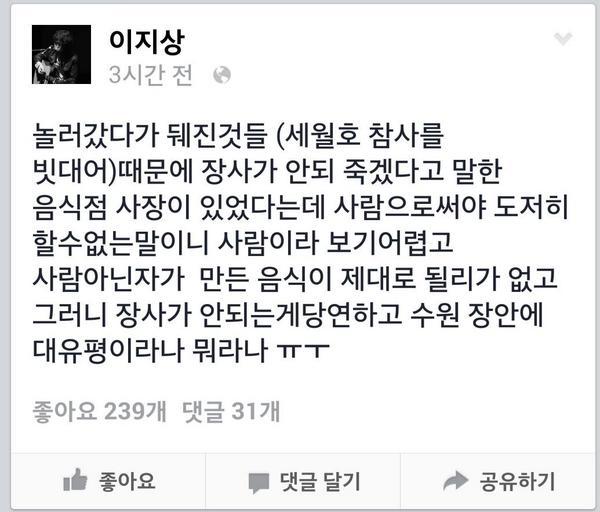 이지상
3시간 전
놀러갔다가 뒈진것들 (세월호 참사를
빗대어)때문에 장사가 안되 죽겠다고 말한
음식점 사장이 있었다는데 사람으로써야 도저히
할수없는말이니 사람이라 보기어렵고
사람아닌자가 만든 음식이 제대로 될리가 없고
그러니 장사가 안되는게당연하고 수원 장안에
대유평이라나 뭐라나 ㅠㅜ
좋아요 239개 댓글 31개
좋아요 댓글 달기 공유하기